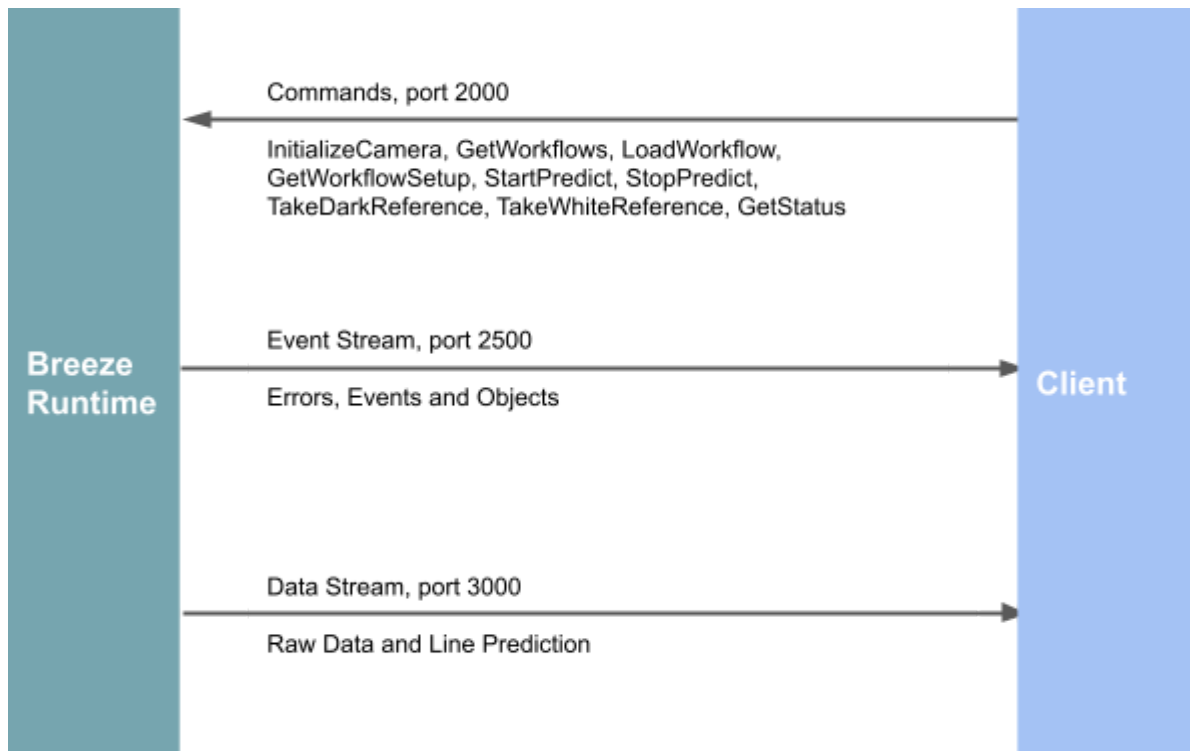 Commands, port 2000
InitializeCamera, GetWorkflows, LoadWorkflow,
GetWorkflowSetup, StartPredict, StopPredict,
TakeDarkReference, TakeWhiteReference, GetStatus
Event Stream, port 2500
Breeze
Runtime
Errors, Events and Objects
Client
Data Stream, port 3000
Raw Data and Line Prediction